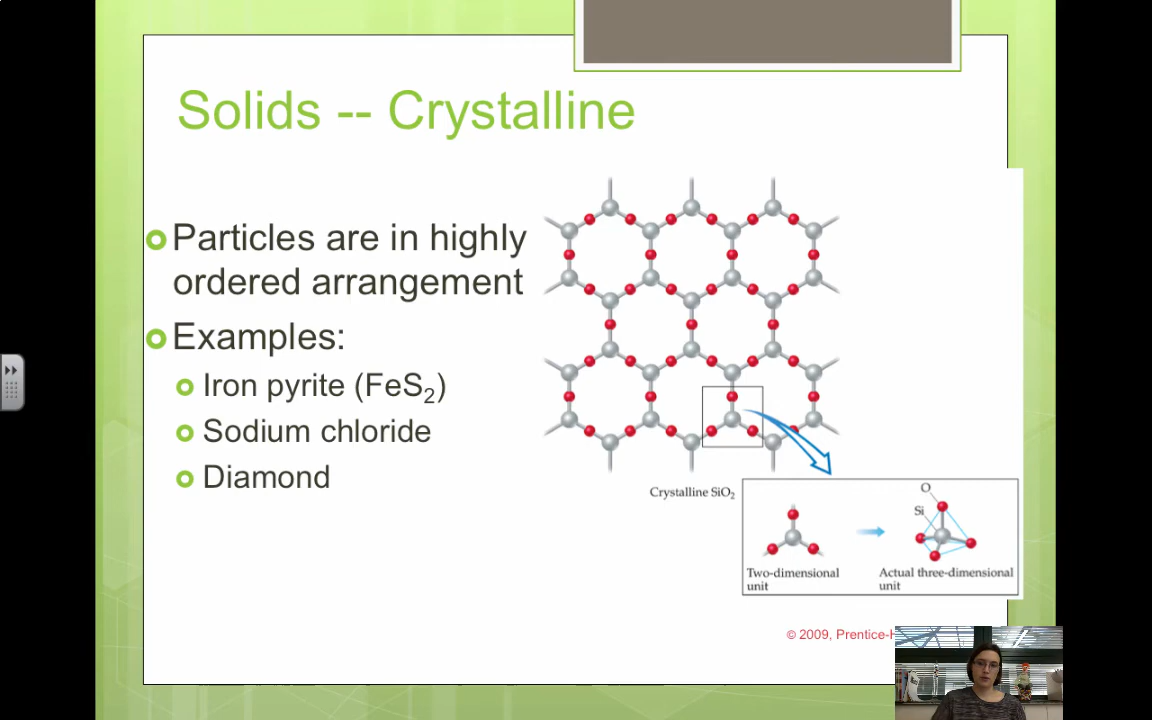 Solids -- Crystalline
Particles are in highly
ordered arrangement
Examples:
Iron pyrite (FeS₂)
Sodium chloride
Diamond
Crystalline SiO₂
O
Si
Two-dimensional
unit
Actual three-dimensional
unit
© 2009, Prentice-H